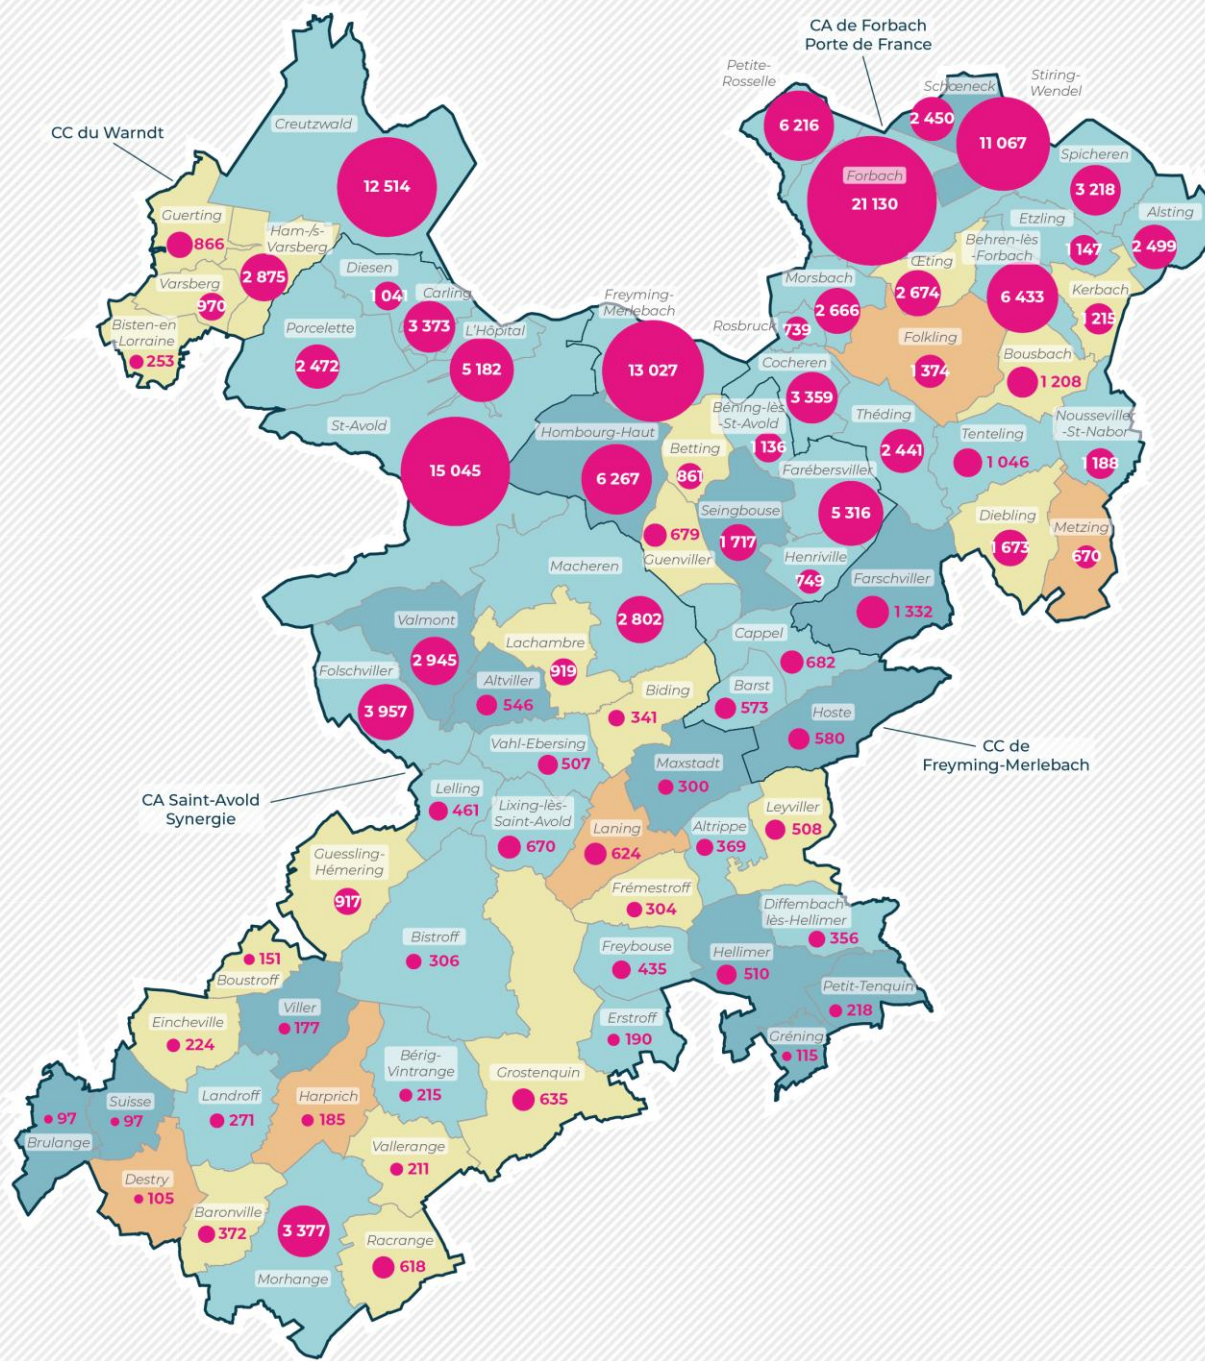 CA de Forbach
Porte de France
Petite-
Rosselle
6 216
Schœneck
2 450
Stiring-
Wendel
11 067
Creutzwald
12 514
CC du Warndt
Forbach
21 130
Spicheren
3 218
Guerting
866
Ham-/s-
Varsberg
2 875
Etzling
1 147
Alsting
2 499
Varsberg
970
Diesen
1 041
Carling
3 373
Morsbach
2 666
Œting
2 674
Behren-lès
-Forbach
6 433
Kerbach
1 215
Bisten-en
-Lorraine
253
Porcelette
2 472
L'Hôpital
5 182
Freyming-
Merlebach
13 027
Rosbruck
739
Folkling
1 374
Bousbach
1 208
Cocheren
3 359
St-Avold
15 045
Hombourg-Haut
6 267
Betting
861
Béning-lès
-St-Avold
1 136
Théding
2 441
Tenteling
1 046
Nousseviller
-St-Nabor
1 188
Farébersviller
5 316
Seingbouse
1 717
679
Guenviller
Henriville
749
Diebling
1 673
Metzing
670
Macheren
2 802
Farschviller
1 332
Valmont
2 945
Lachambre
919
Cappel
682
Folschviller
3 957
Altviller
546
Biding
341
Barst
573
Hoste
580
CC de
Freyming-Merlebach
Vahl-Ebersing
507
Maxstadt
300
CA Saint-Avold
Synergie
Lelling
461
Lixing-lès-
Saint-Avold
670
Laning
624
Altrippe
369
Leyviller
508
Guessling-
Hémering
917
Frémestroff
304
Diffembach-
lès-Hellimer
356
Bistroff
306
Freybouse
435
Hellimer
510
151
Boustroff
Petit-Tenquin
218
Viller
177
Eincheville
224
Erstroff
190
Gréning
115
Bérig-
Vintrange
215
Grostenquin
635
97
Brulange
Suisse
97
Landroff
271
Harprich
185
Vallerange
211
Destry
105
Baronville
372
3 377
Morhange
Racrange
618